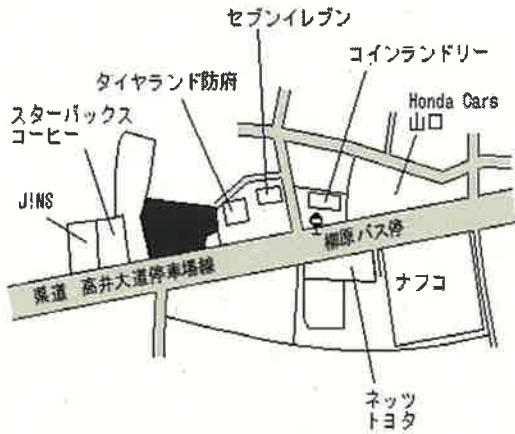 セブンイレブン
コインランドリー
ダイヤランド防府
Honda Cars
山口
スターバックス
コーヒー
JINS
柳原バス停
県道 高井大道停車場線
ナフコ
ネッツ
トヨタ